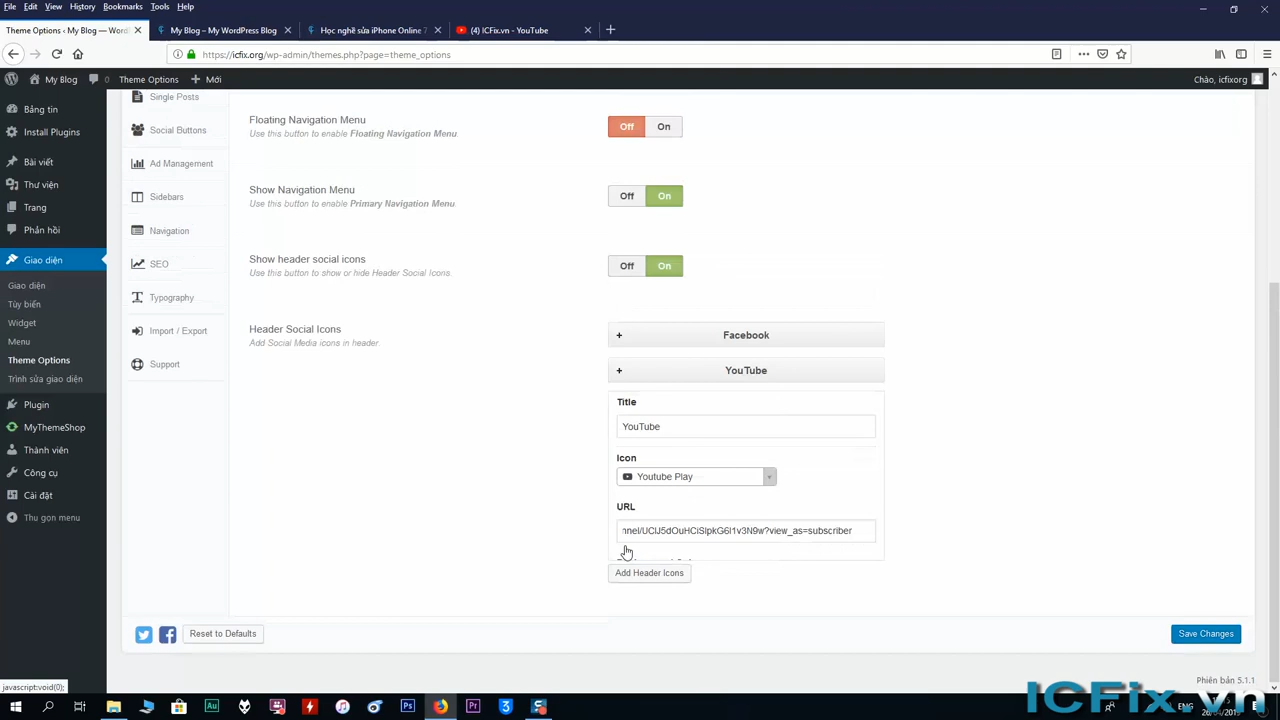 File Edit View History Bookmarks Tools Help
Theme Options ‹ My Blog — Word
My Blog – My WordPress Blog
Học nghề sửa iPhone Online 7
(4) ICFix.vn - YouTube
https://icfix.org/wp-admin/themes.php?page=theme_options
My Blog
0
Theme Options
Mới
Chào, icfixorg
Bảng tin
Install Plugins
Bài viết
Thư viện
Trang
Phản hồi
Giao diện
Giao diện
Tùy biến
Widget
Menu
Theme Options
Trình sửa giao diện
Plugin
MyThemeShop
Thành viên
Công cụ
Cài đặt
Thu gọn menu
Single Posts
Social Buttons
Ad Management
Sidebars
Navigation
SEO
Typography
Import / Export
Support
Floating Navigation Menu
Use this button to enable Floating Navigation Menu.
Off On
Show Navigation Menu
Use this button to enable Primary Navigation Menu.
Off On
Show header social icons
Use this button to show or hide Header Social Icons.
Off On
Header Social Icons
Add Social Media icons in header.
+ Facebook
+ YouTube
Title
YouTube
Icon
Youtube Play
URL
?view_as=subscriber
Add Header Icons
Reset to Defaults
Save Changes
Phiên bản 5.1.1
javascript:void(0);
ICFix.vn
ENG